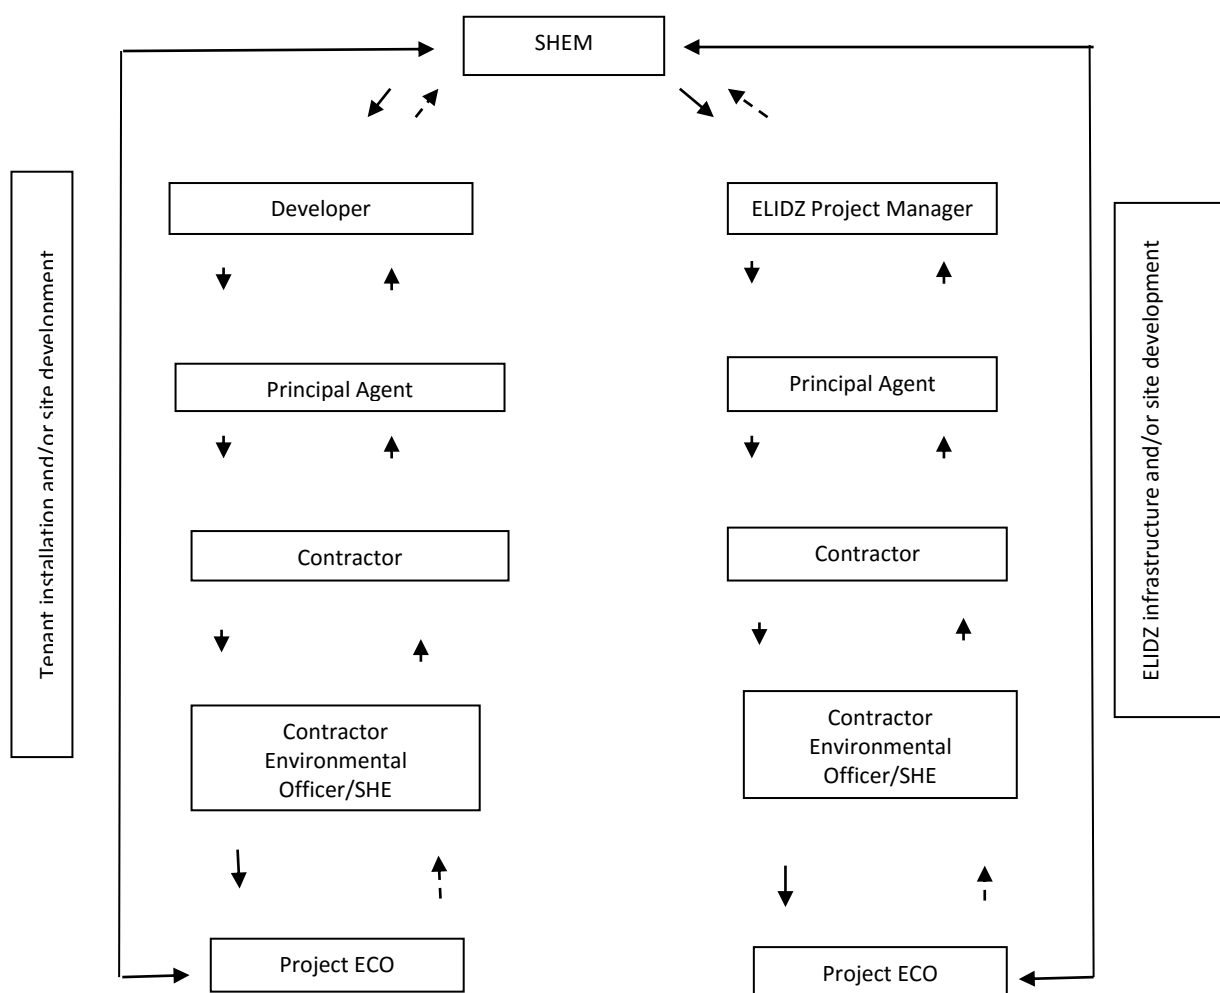 SHEM
Developer
ELIDZ Project Manager
Tenant installation and/or site development
ELIDZ infrastructure and/or site development
Principal Agent
Principal Agent
Contractor
Contractor
Contractor
Environmental
Officer/SHE
Contractor
Environmental
Officer/SHE
Project ECO
Project ECO